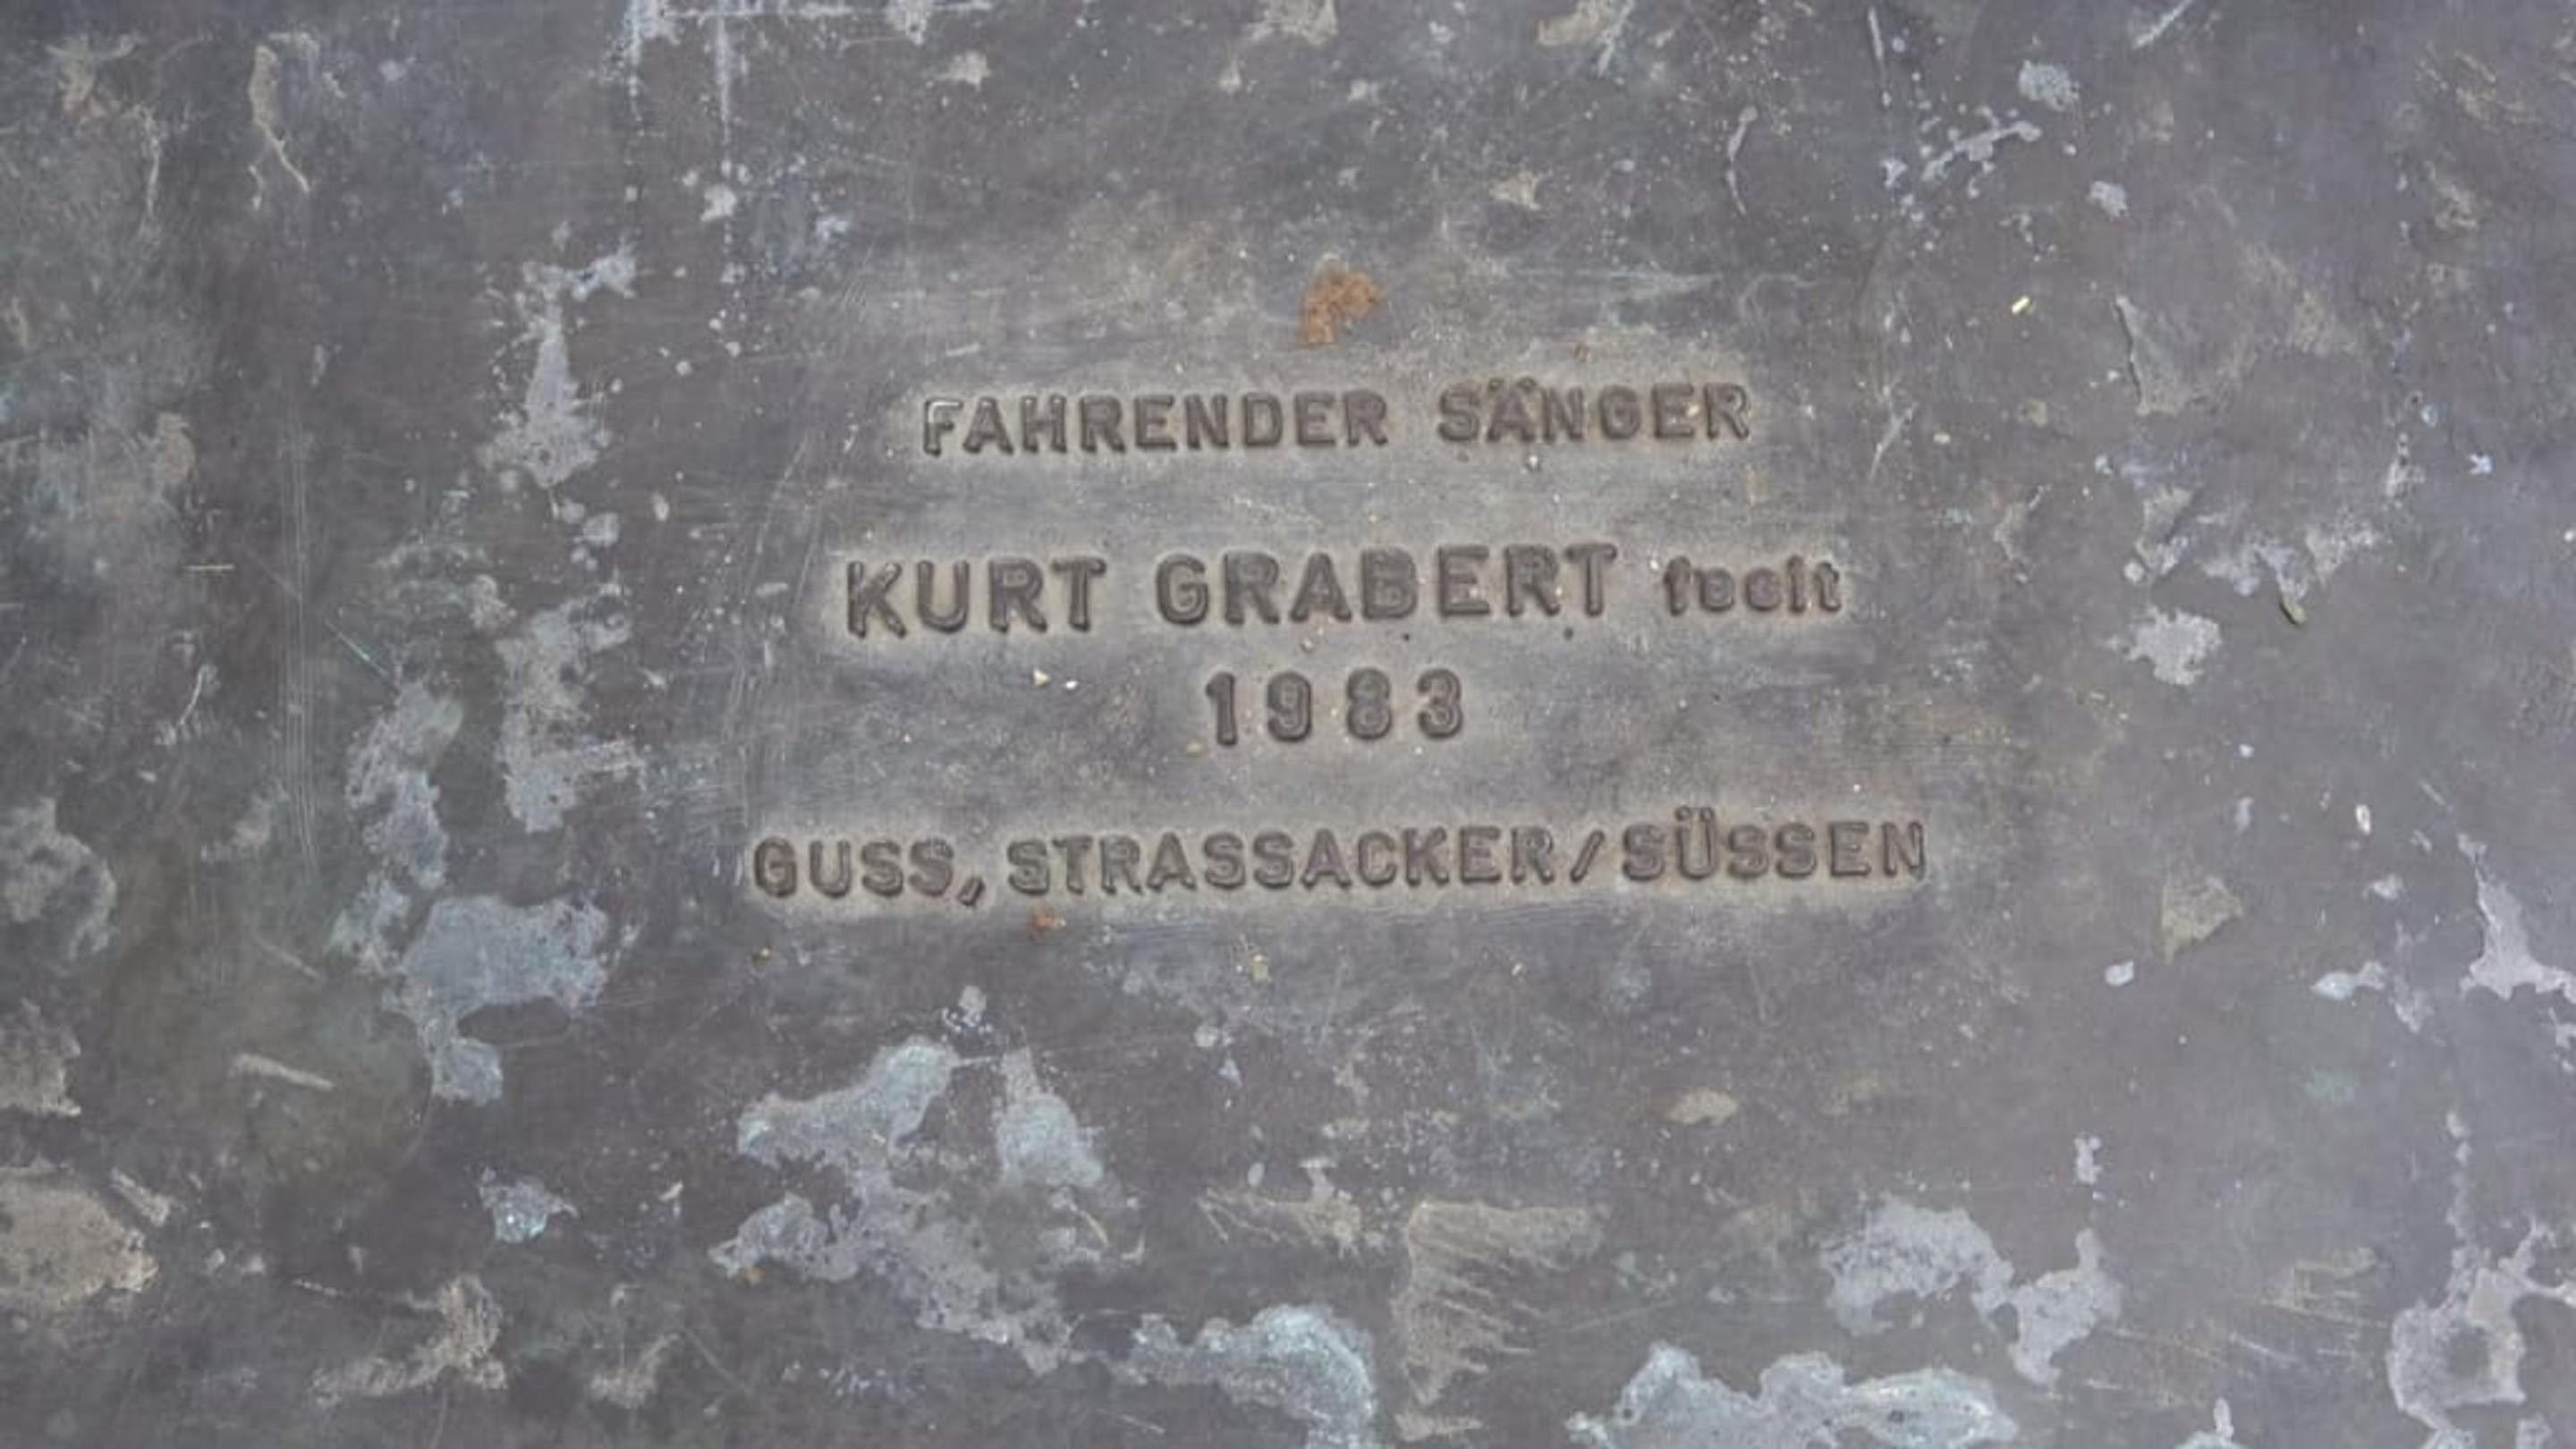 FAHRENDER SÄNGER
KURT GRABERT fecit
1983
GUSS, STRASSACKER/SÜSSEN